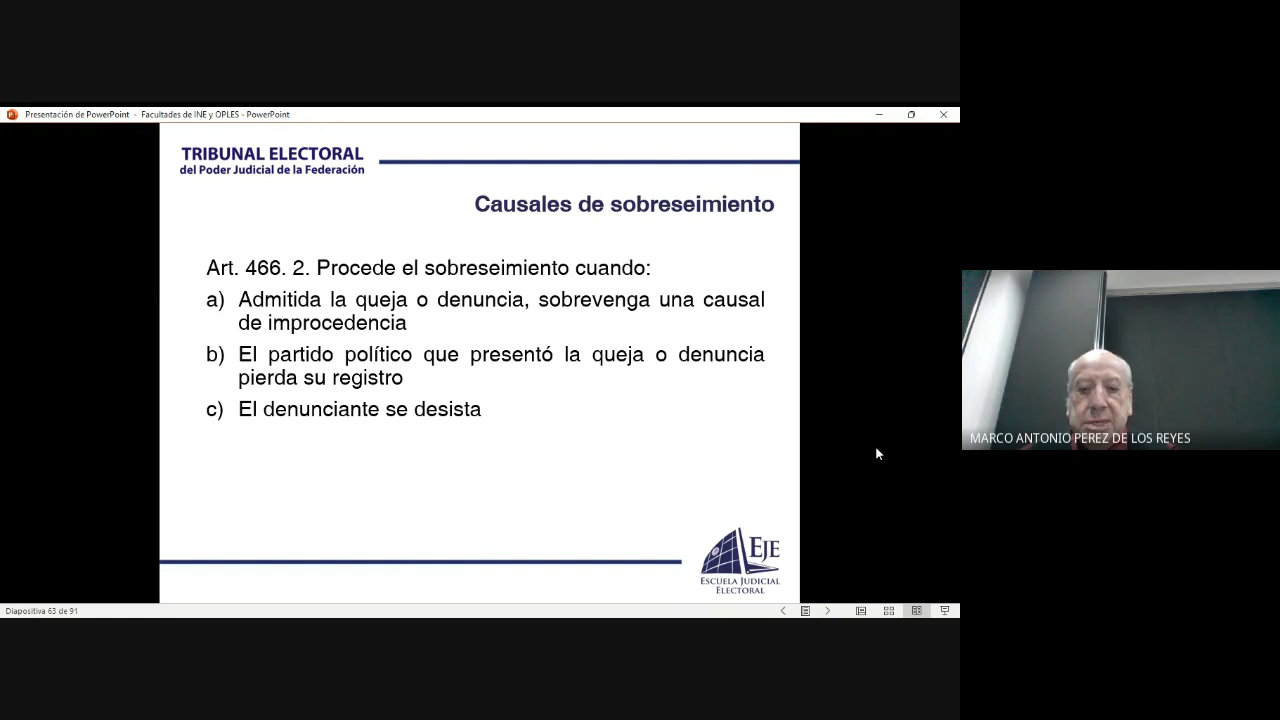 Presentación de PowerPoint - Facultades de INE y OPLES - PowerPoint
TRIBUNAL ELECTORAL
del Poder Judicial de la Federación
Causales de sobreseimiento
Art. 466. 2. Procede el sobreseimiento cuando:
a) Admitida la queja o denuncia, sobrevenga una causal
de improcedencia
b) El partido político que presentó la queja o denuncia
pierda su registro
c) El denunciante se desista
MARCO ANTONIO PEREZ DE LOS REYES
EJE
ESCUELA JUDICIAL
ELECTORAL
Diapositiva 63 de 91